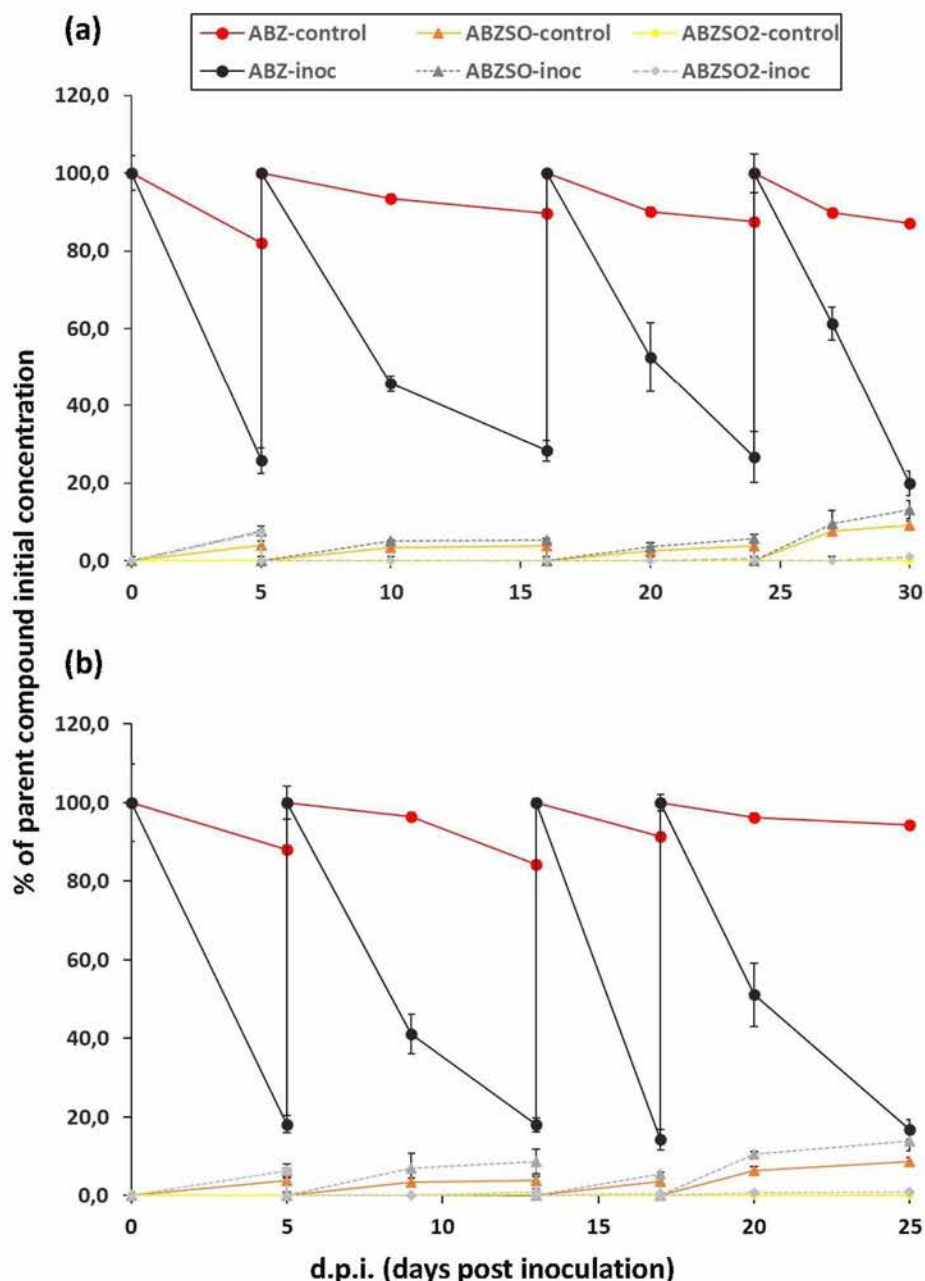 (a)
ABZ-control ABZSO-control ABZSO2-control
ABZ-inoc ABZSO-inoc ABZSO2-inoc
120,0
100,0
80,0
60,0
40,0
20,0
0,0
0 5 10 15 20 25 30
% of parent compound initial concentration
(b)
120,0
100,0
80,0
60,0
40,0
20,0
0,0
0 5 10 15 20 25
d.p.i. (days post inoculation)